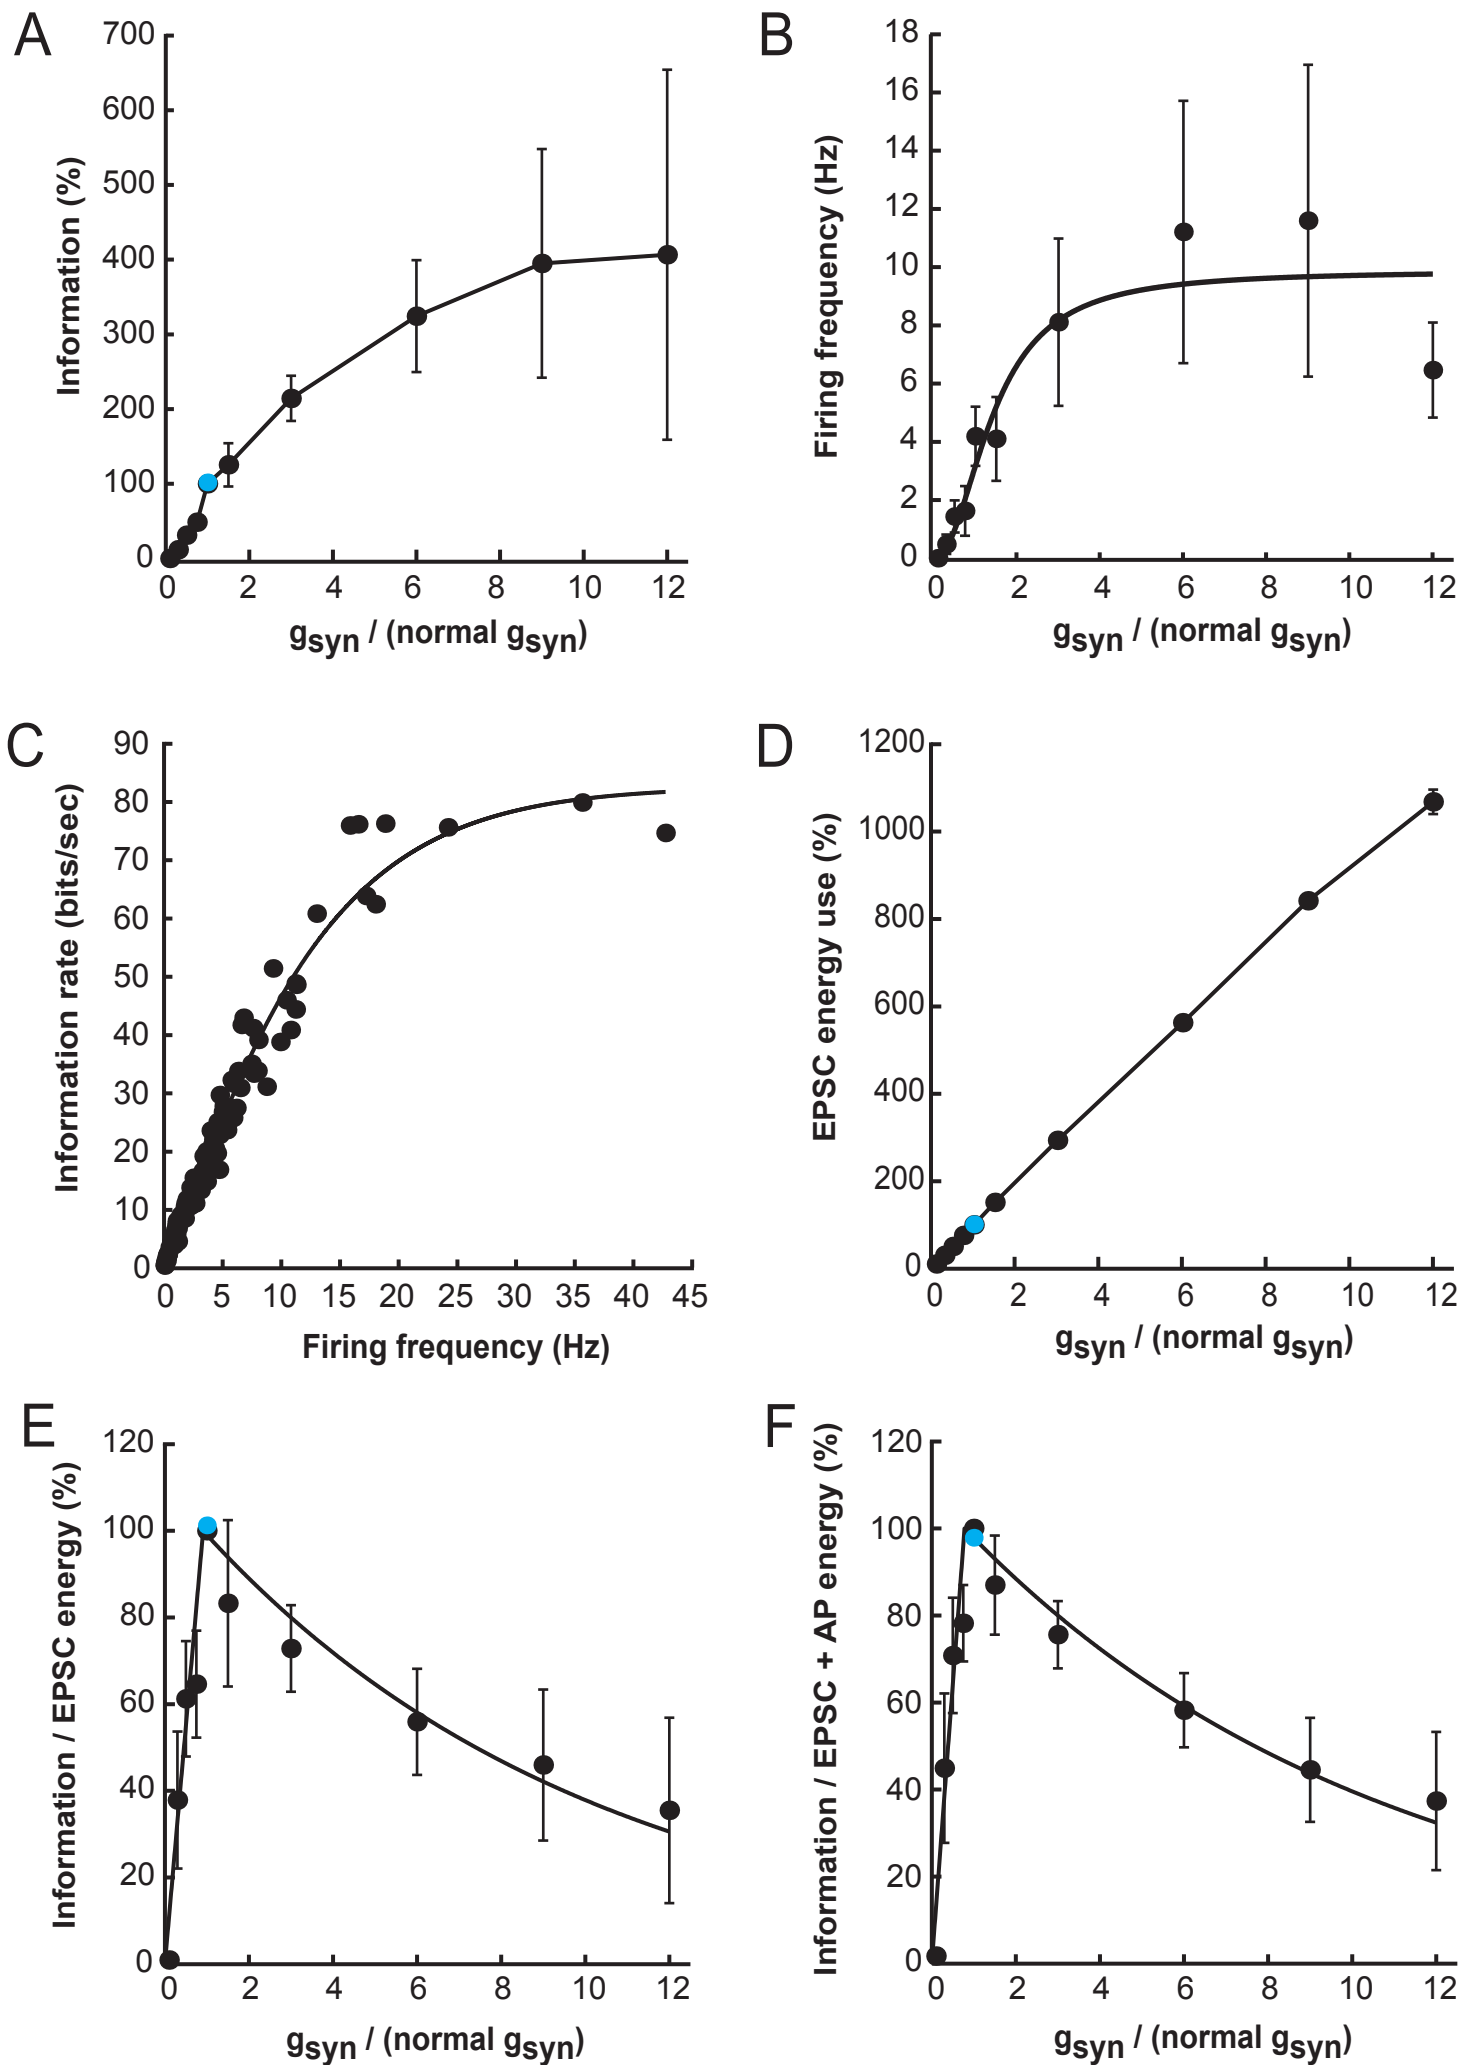 A
700
600
500
400
300
200
100
0
Information (%)
0 2 4 6 8 10 12
gsyn / (normal gsyn)
B
18
16
14
12
10
8
6
4
2
0
Firing frequency (Hz)
0 2 4 6 8 10 12
gsyn / (normal gsyn)
C
90
80
70
60
50
40
30
20
10
0
Information rate (bits/sec)
0 5 10 15 20 25 30 35 40 45
Firing frequency (Hz)
D
1200
1000
800
600
400
200
0
EPSC energy use (%)
0 2 4 6 8 10 12
gsyn / (normal gsyn)
E
120
100
80
60
40
20
0
Information / EPSC energy (%)
0 2 4 6 8 10 12
gsyn / (normal gsyn)
F
120
100
80
60
40
20
0
Information / EPSC + AP energy (%)
0 2 4 6 8 10 12
gsyn / (normal gsyn)